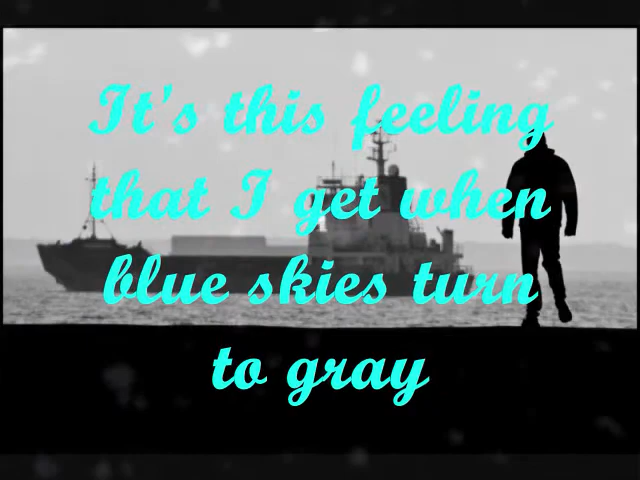 It's this feeling
that I get when
blue skies turn
to gray